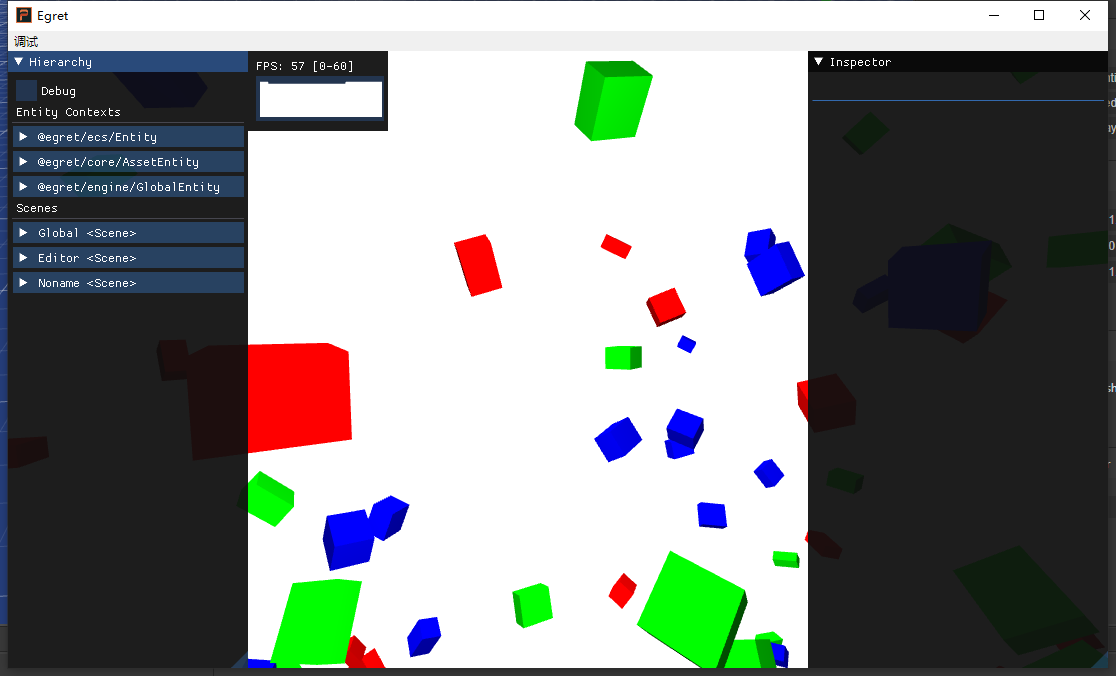 Egret
调试
Hierarchy
Debug
Entity Contexts
@egret/ecs/Entity
@egret/core/AssetEntity
@egret/engine/GlobalEntity
Scenes
Global <Scene>
Editor <Scene>
Noname <Scene>
FPS: 57 [0-60]
Inspector